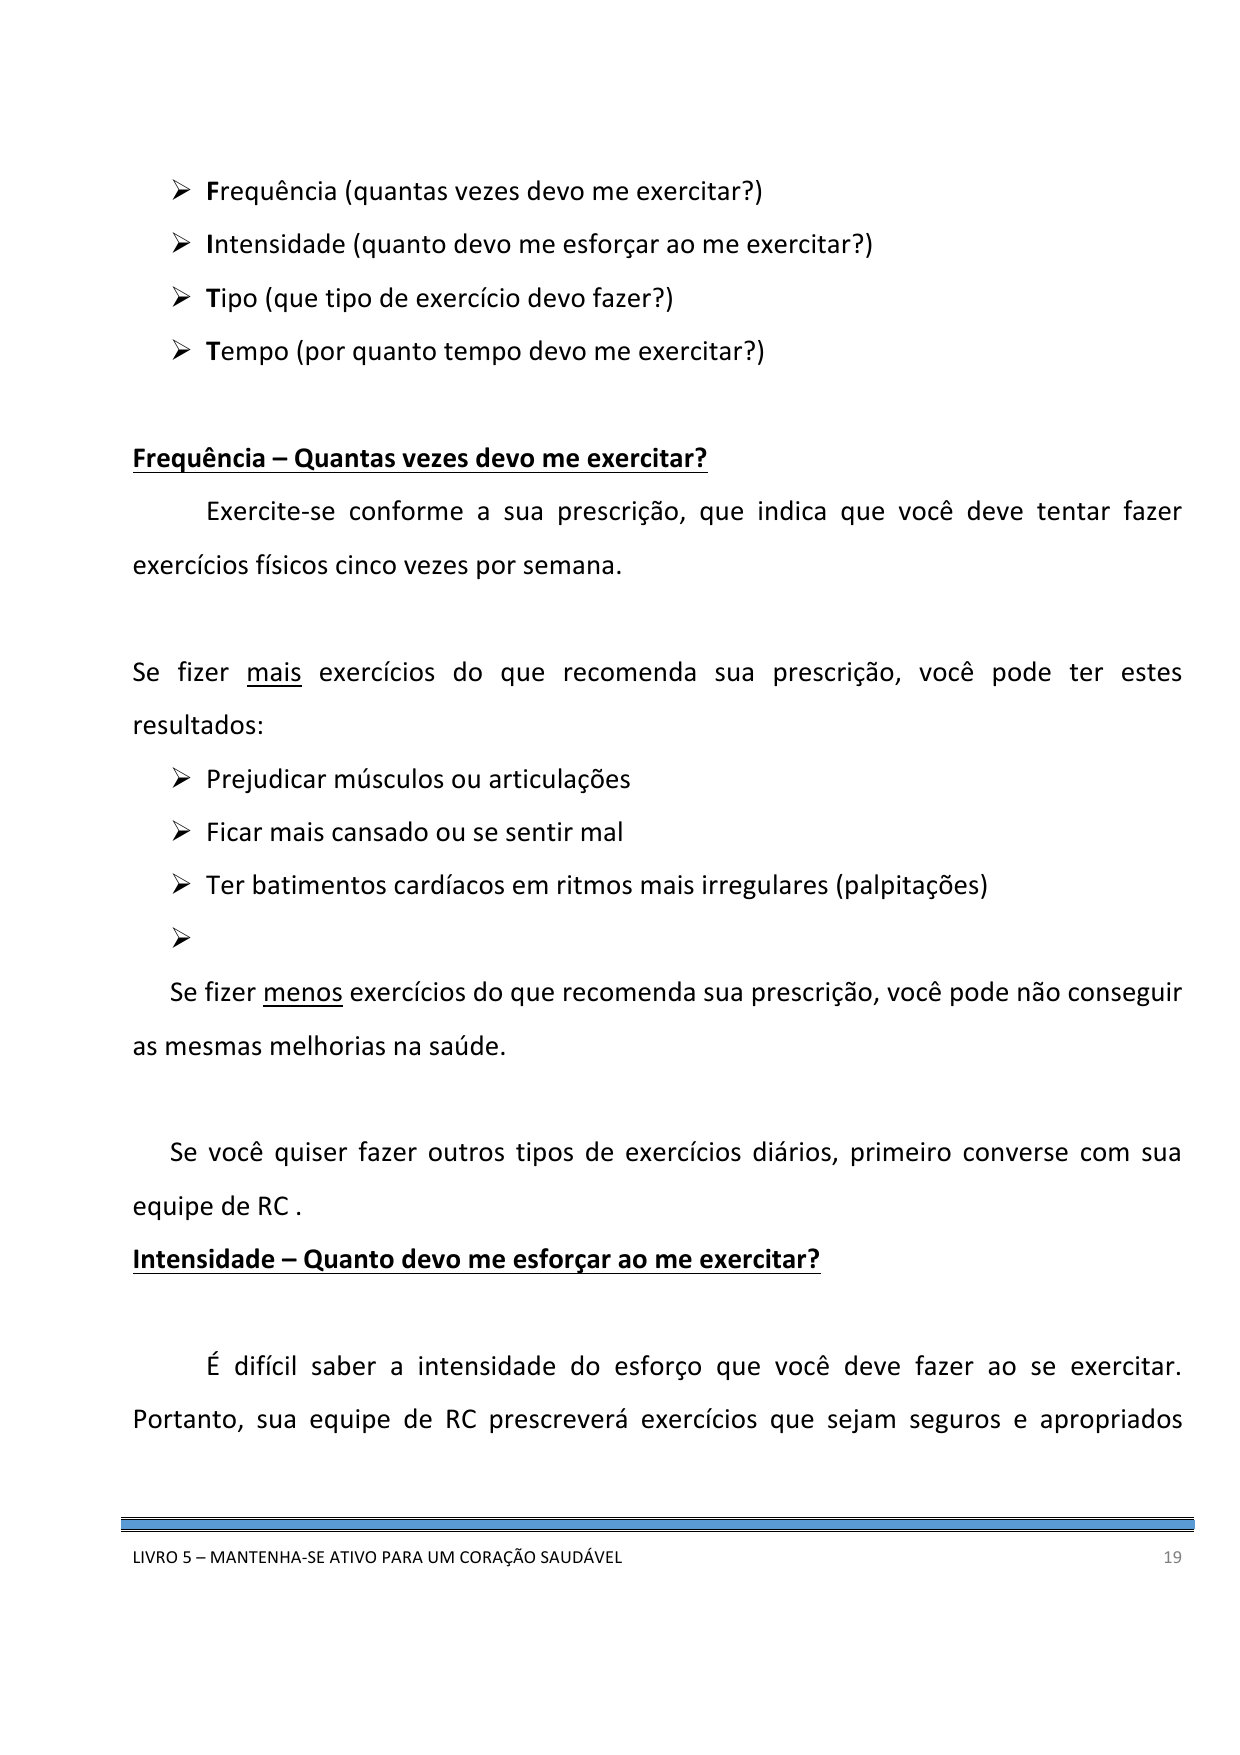 ➢ Frequência (quantas vezes devo me exercitar?)
➢ Intensidade (quanto devo me esforçar ao me exercitar?)
➢ Tipo (que tipo de exercício devo fazer?)
➢ Tempo (por quanto tempo devo me exercitar?)
Frequência – Quantas vezes devo me exercitar?
Exercite-se conforme a sua prescrição, que indica que você deve tentar fazer
exercícios físicos cinco vezes por semana.
Se fizer mais exercícios do que recomenda sua prescrição, você pode ter estes
resultados:
➢ Prejudicar músculos ou articulações
➢ Ficar mais cansado ou se sentir mal
➢ Ter batimentos cardíacos em ritmos mais irregulares (palpitações)
➢
Se fizer menos exercícios do que recomenda sua prescrição, você pode não conseguir
as mesmas melhorias na saúde.
Se você quiser fazer outros tipos de exercícios diários, primeiro converse com sua
equipe de RC .
Intensidade – Quanto devo me esforçar ao me exercitar?
É difícil saber a intensidade do esforço que você deve fazer ao se exercitar.
Portanto, sua equipe de RC prescreverá exercícios que sejam seguros e apropriados
LIVRO 5 – MANTENHA-SE ATIVO PARA UM CORAÇÃO SAUDÁVEL 19